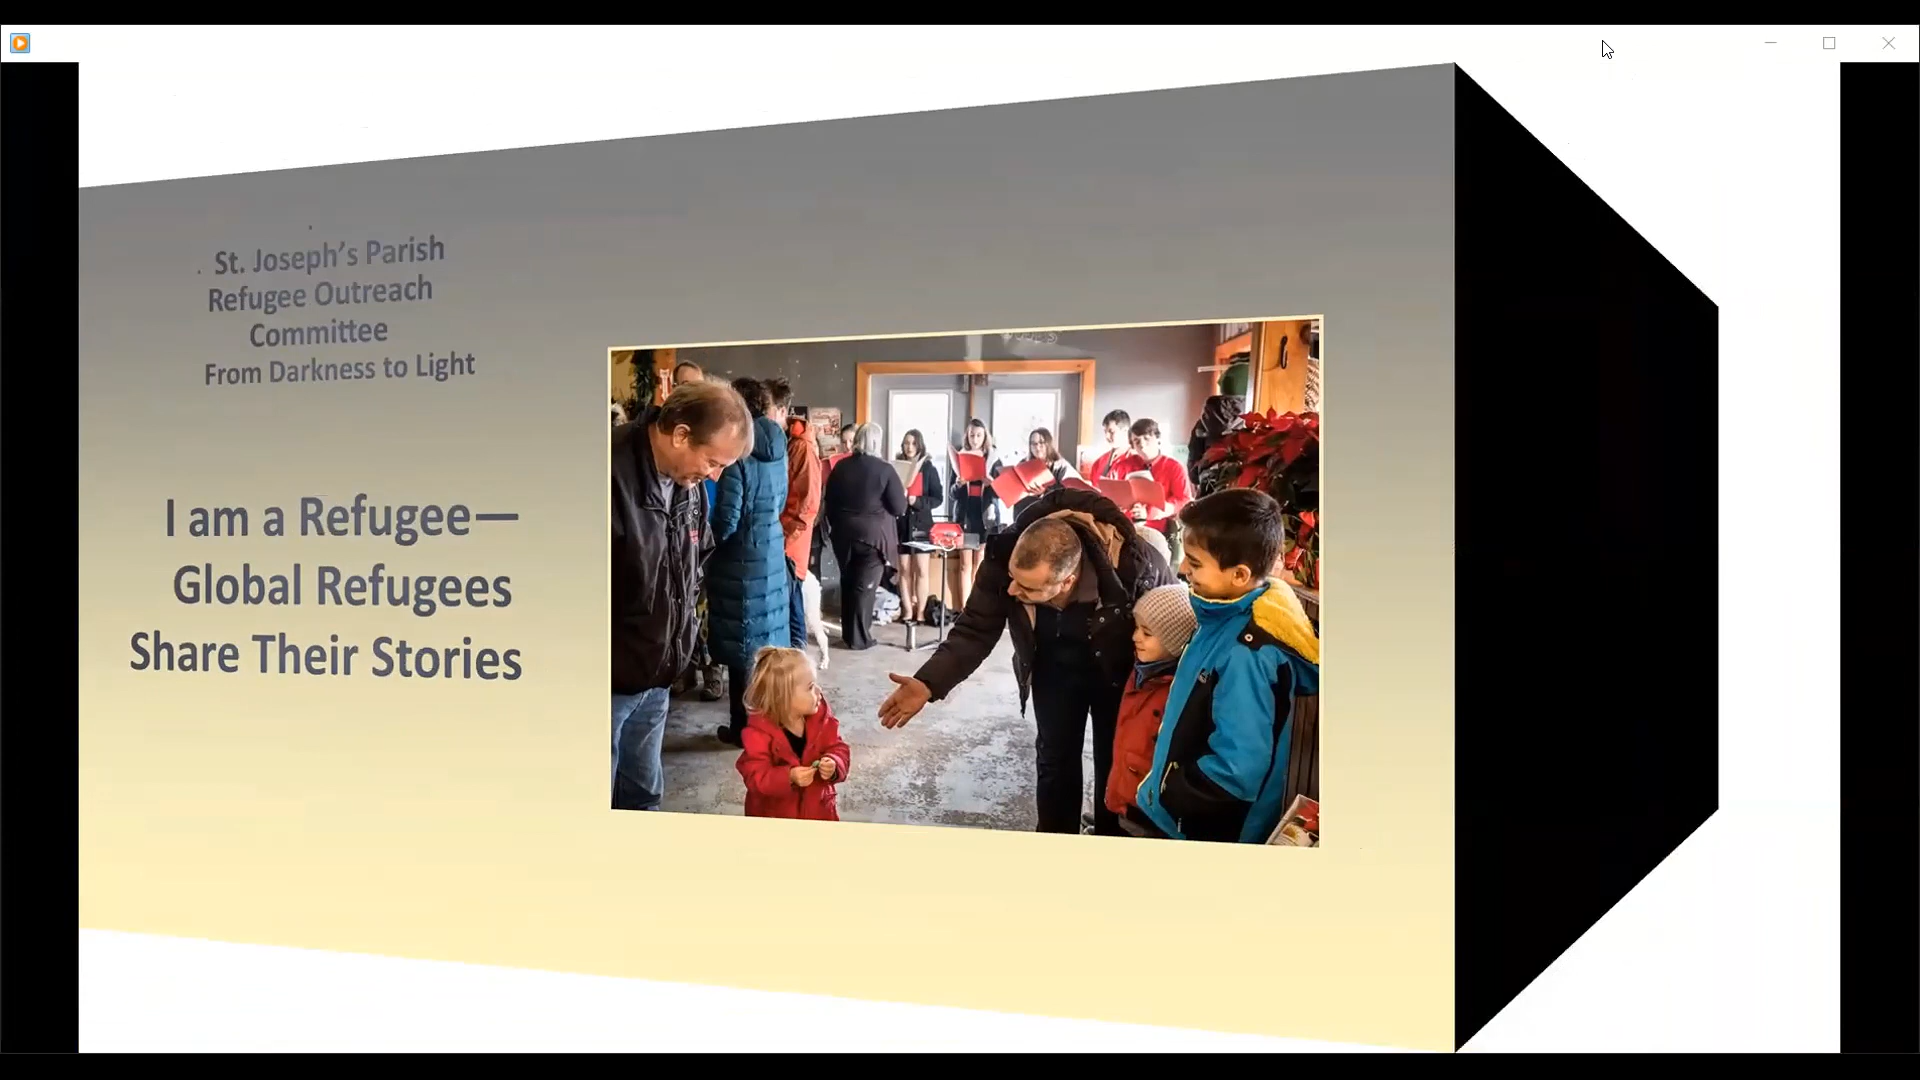 St. Joseph's Parish
Refugee Outreach
Committee
From Darkness to Light
I am a Refugee—
Global Refugees
Share Their Stories